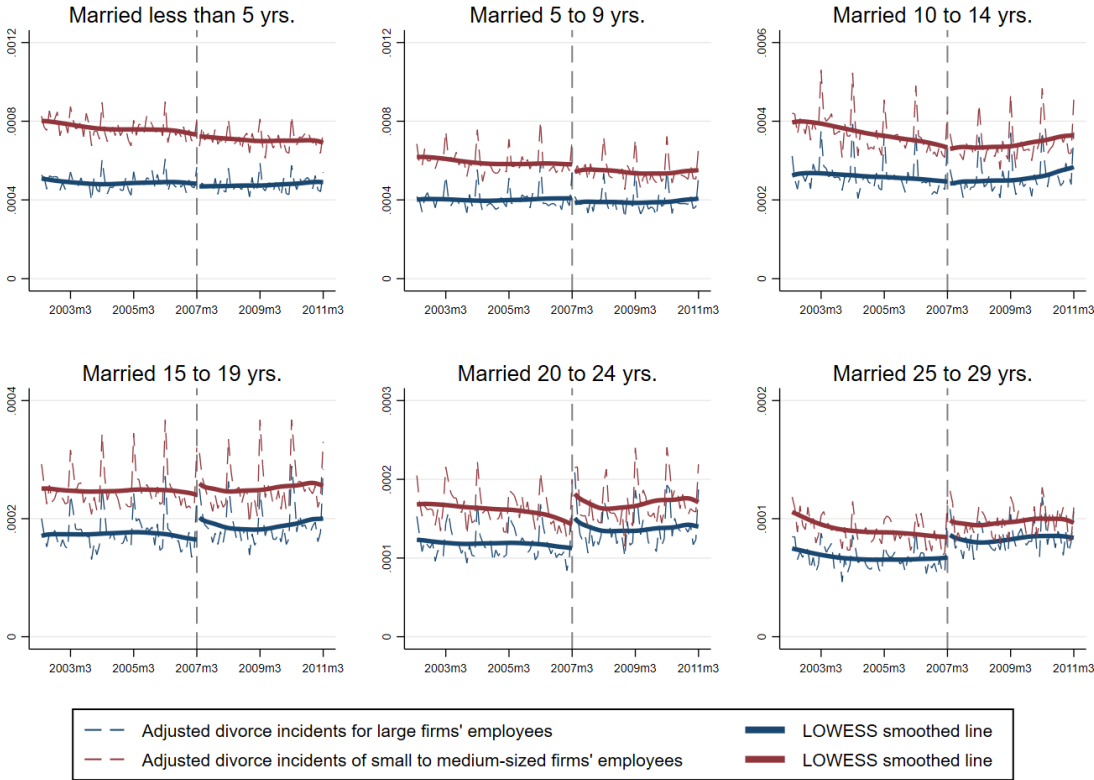 Married less than 5 yrs.
.0012
.0008
.0004
0
2003m3 2005m3 2007m3 2009m3 2011m3
Married 5 to 9 yrs.
.0012
.0008
.0004
0
2003m3 2005m3 2007m3 2009m3 2011m3
Married 10 to 14 yrs.
.0006
.0004
.0002
0
2003m3 2005m3 2007m3 2009m3 2011m3
Married 15 to 19 yrs.
.0004
.0002
0
2003m3 2005m3 2007m3 2009m3 2011m3
Married 20 to 24 yrs.
.0003
.0002
.0001
0
2003m3 2005m3 2007m3 2009m3 2011m3
Married 25 to 29 yrs.
.0002
.0001
0
2003m3 2005m3 2007m3 2009m3 2011m3
Adjusted divorce incidents for large firms' employees
LOWESS smoothed line
Adjusted divorce incidents of small to medium-sized firms' employees
LOWESS smoothed line